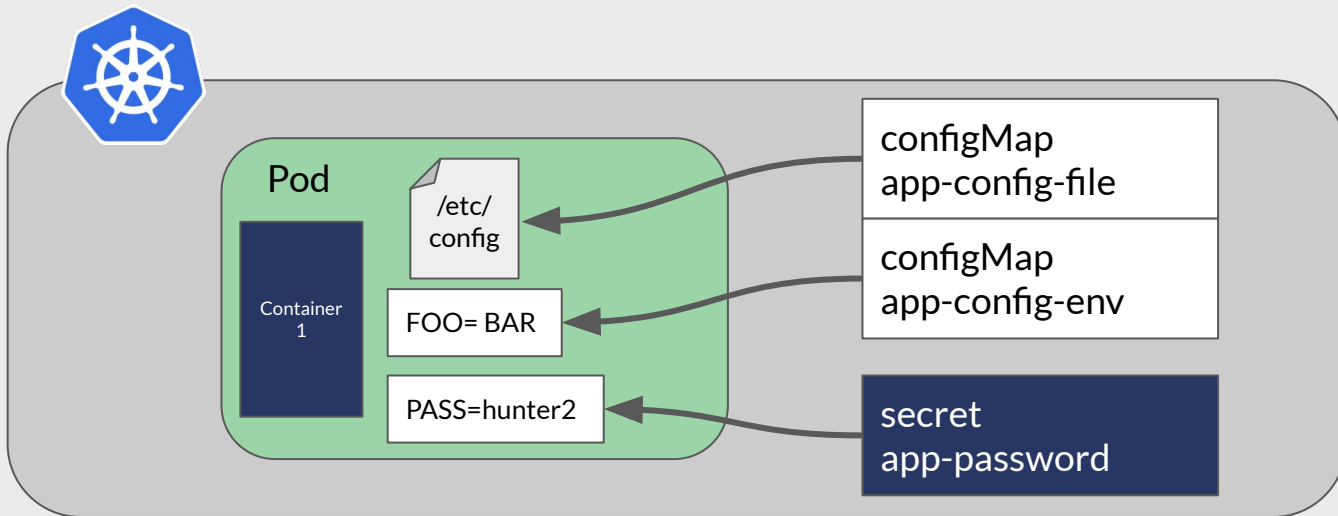 Pod
Container
1
/etc/
config
FOO= BAR
PASS=hunter2
configMap
app-config-file
configMap
app-config-env
secret
app-password